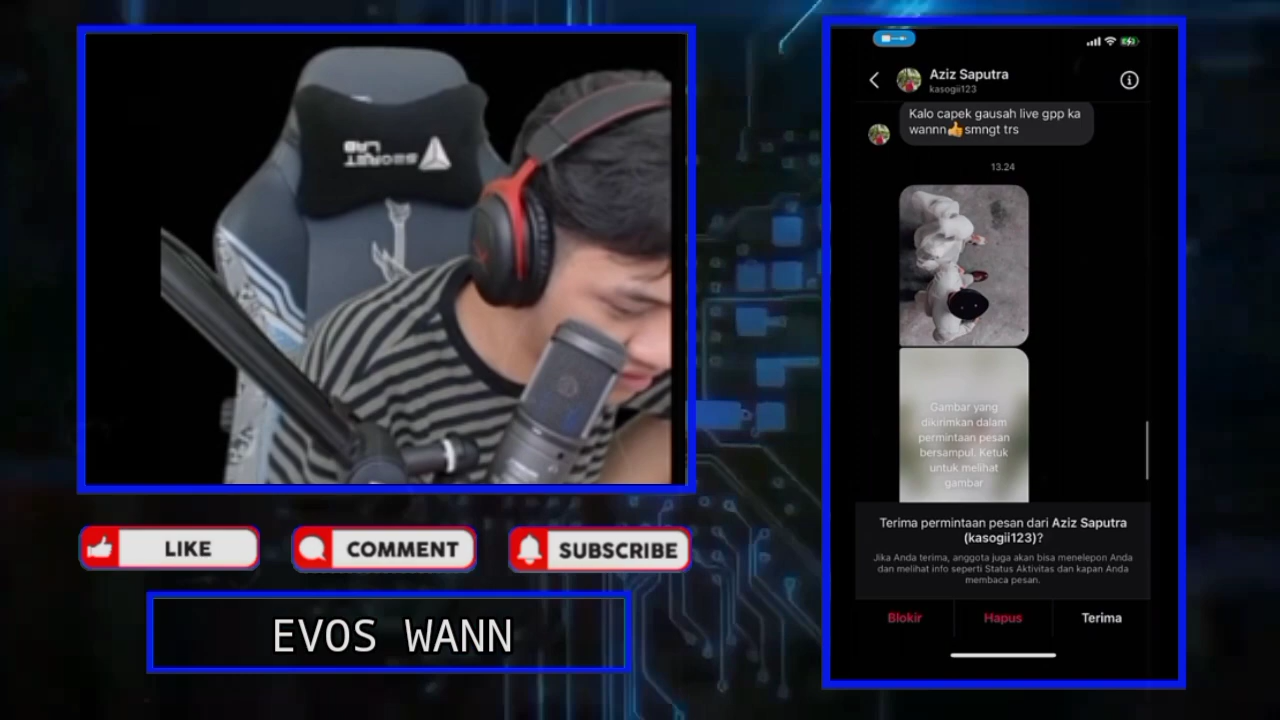 SECRET
LAB
LIKE
COMMENT
SUBSCRIBE
EVOS WANN
Aziz Saputra
kasogii123
Kalo capek gausah live gpp ka
wannn👍smngt trs
13.24
Gambar yang
dikirimkan dalam
permintaan pesan
bersampul. Ketuk
untuk melihat
gambar
Terima permintaan pesan dari Aziz Saputra
(kasogii123)?
Jika Anda terima, anggota juga akan bisa menelepon Anda
dan melihat info seperti Status Aktivitas dan kapan Anda
membaca pesan.
Blokir
Hapus
Terima